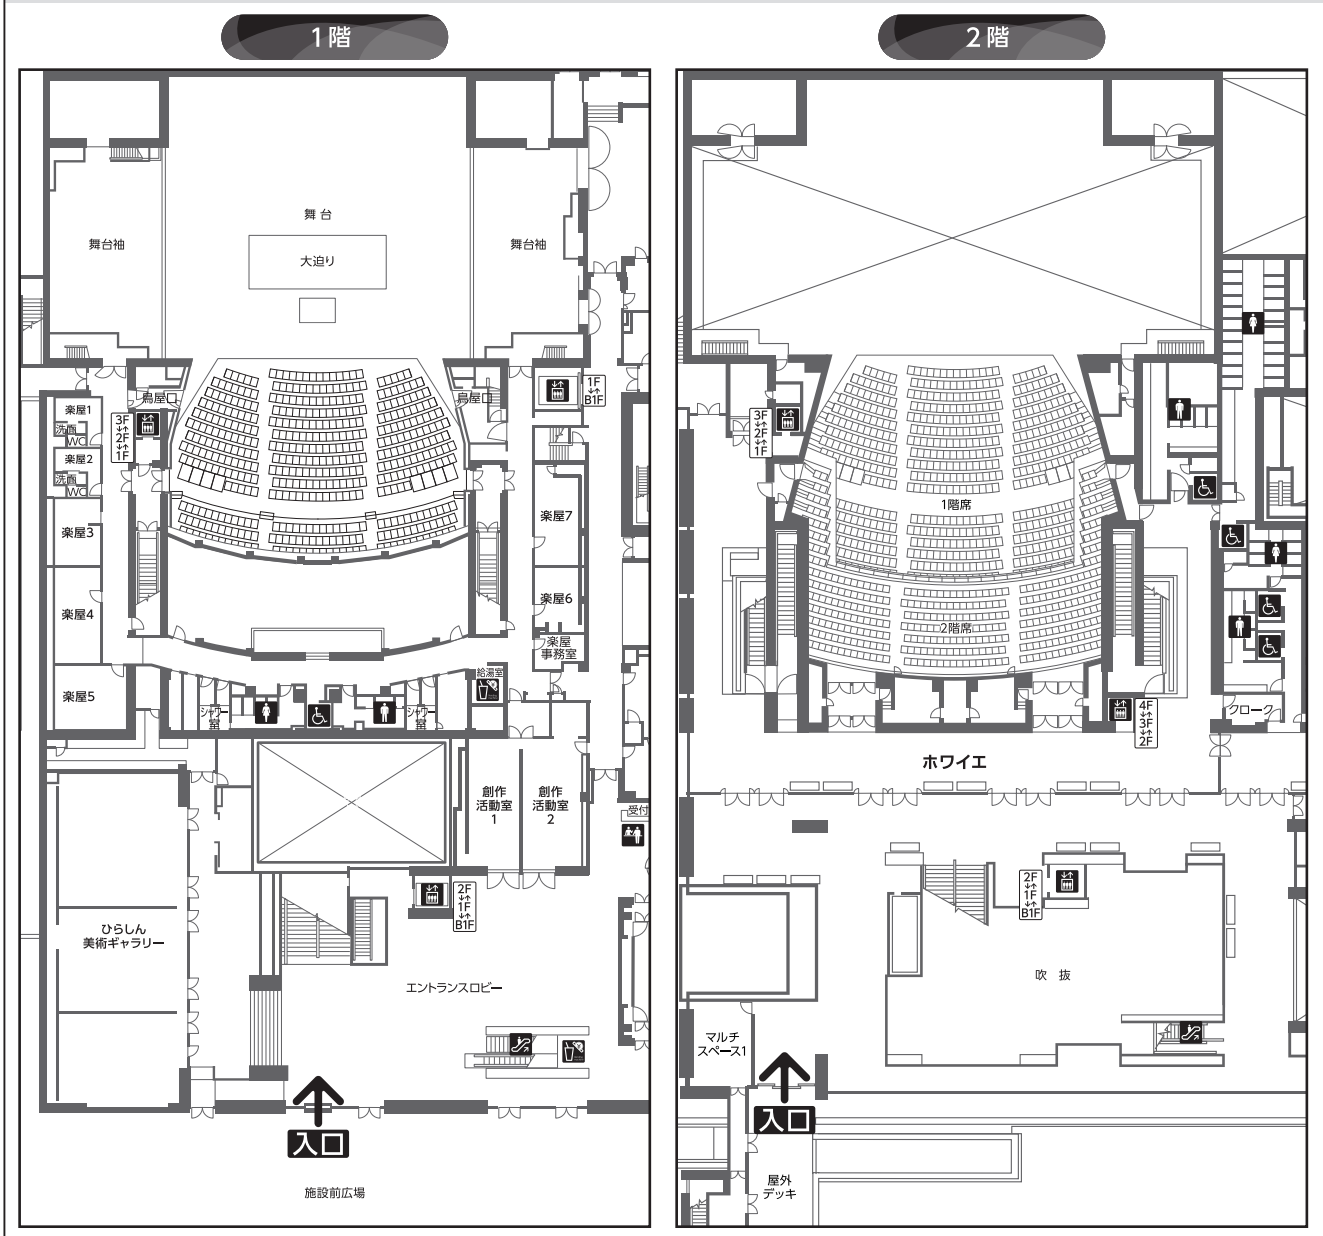 1階
舞台
舞台袖
舞台袖
大迫り
鳥屋口
鳥屋口
1F
B1F
楽屋1
洗面
WC
3F
2F
1F
楽屋2
洗面
WC
楽屋3
楽屋7
楽屋4
楽屋6
楽屋
事務室
楽屋5
給湯室
シャワー
室
シャワー
室
創作
活動室
1
創作
活動室
2
受付
2F
1F
B1F
ひらしん
美術ギャラリー
エントランスロビー
入口
施設前広場
2階
3F
2F
1F
1階席
2階席
4F
3F
2F
クローク
ホワイエ
2F
1F
B1F
吹抜
マルチ
スペース1
入口
屋外
デッキ